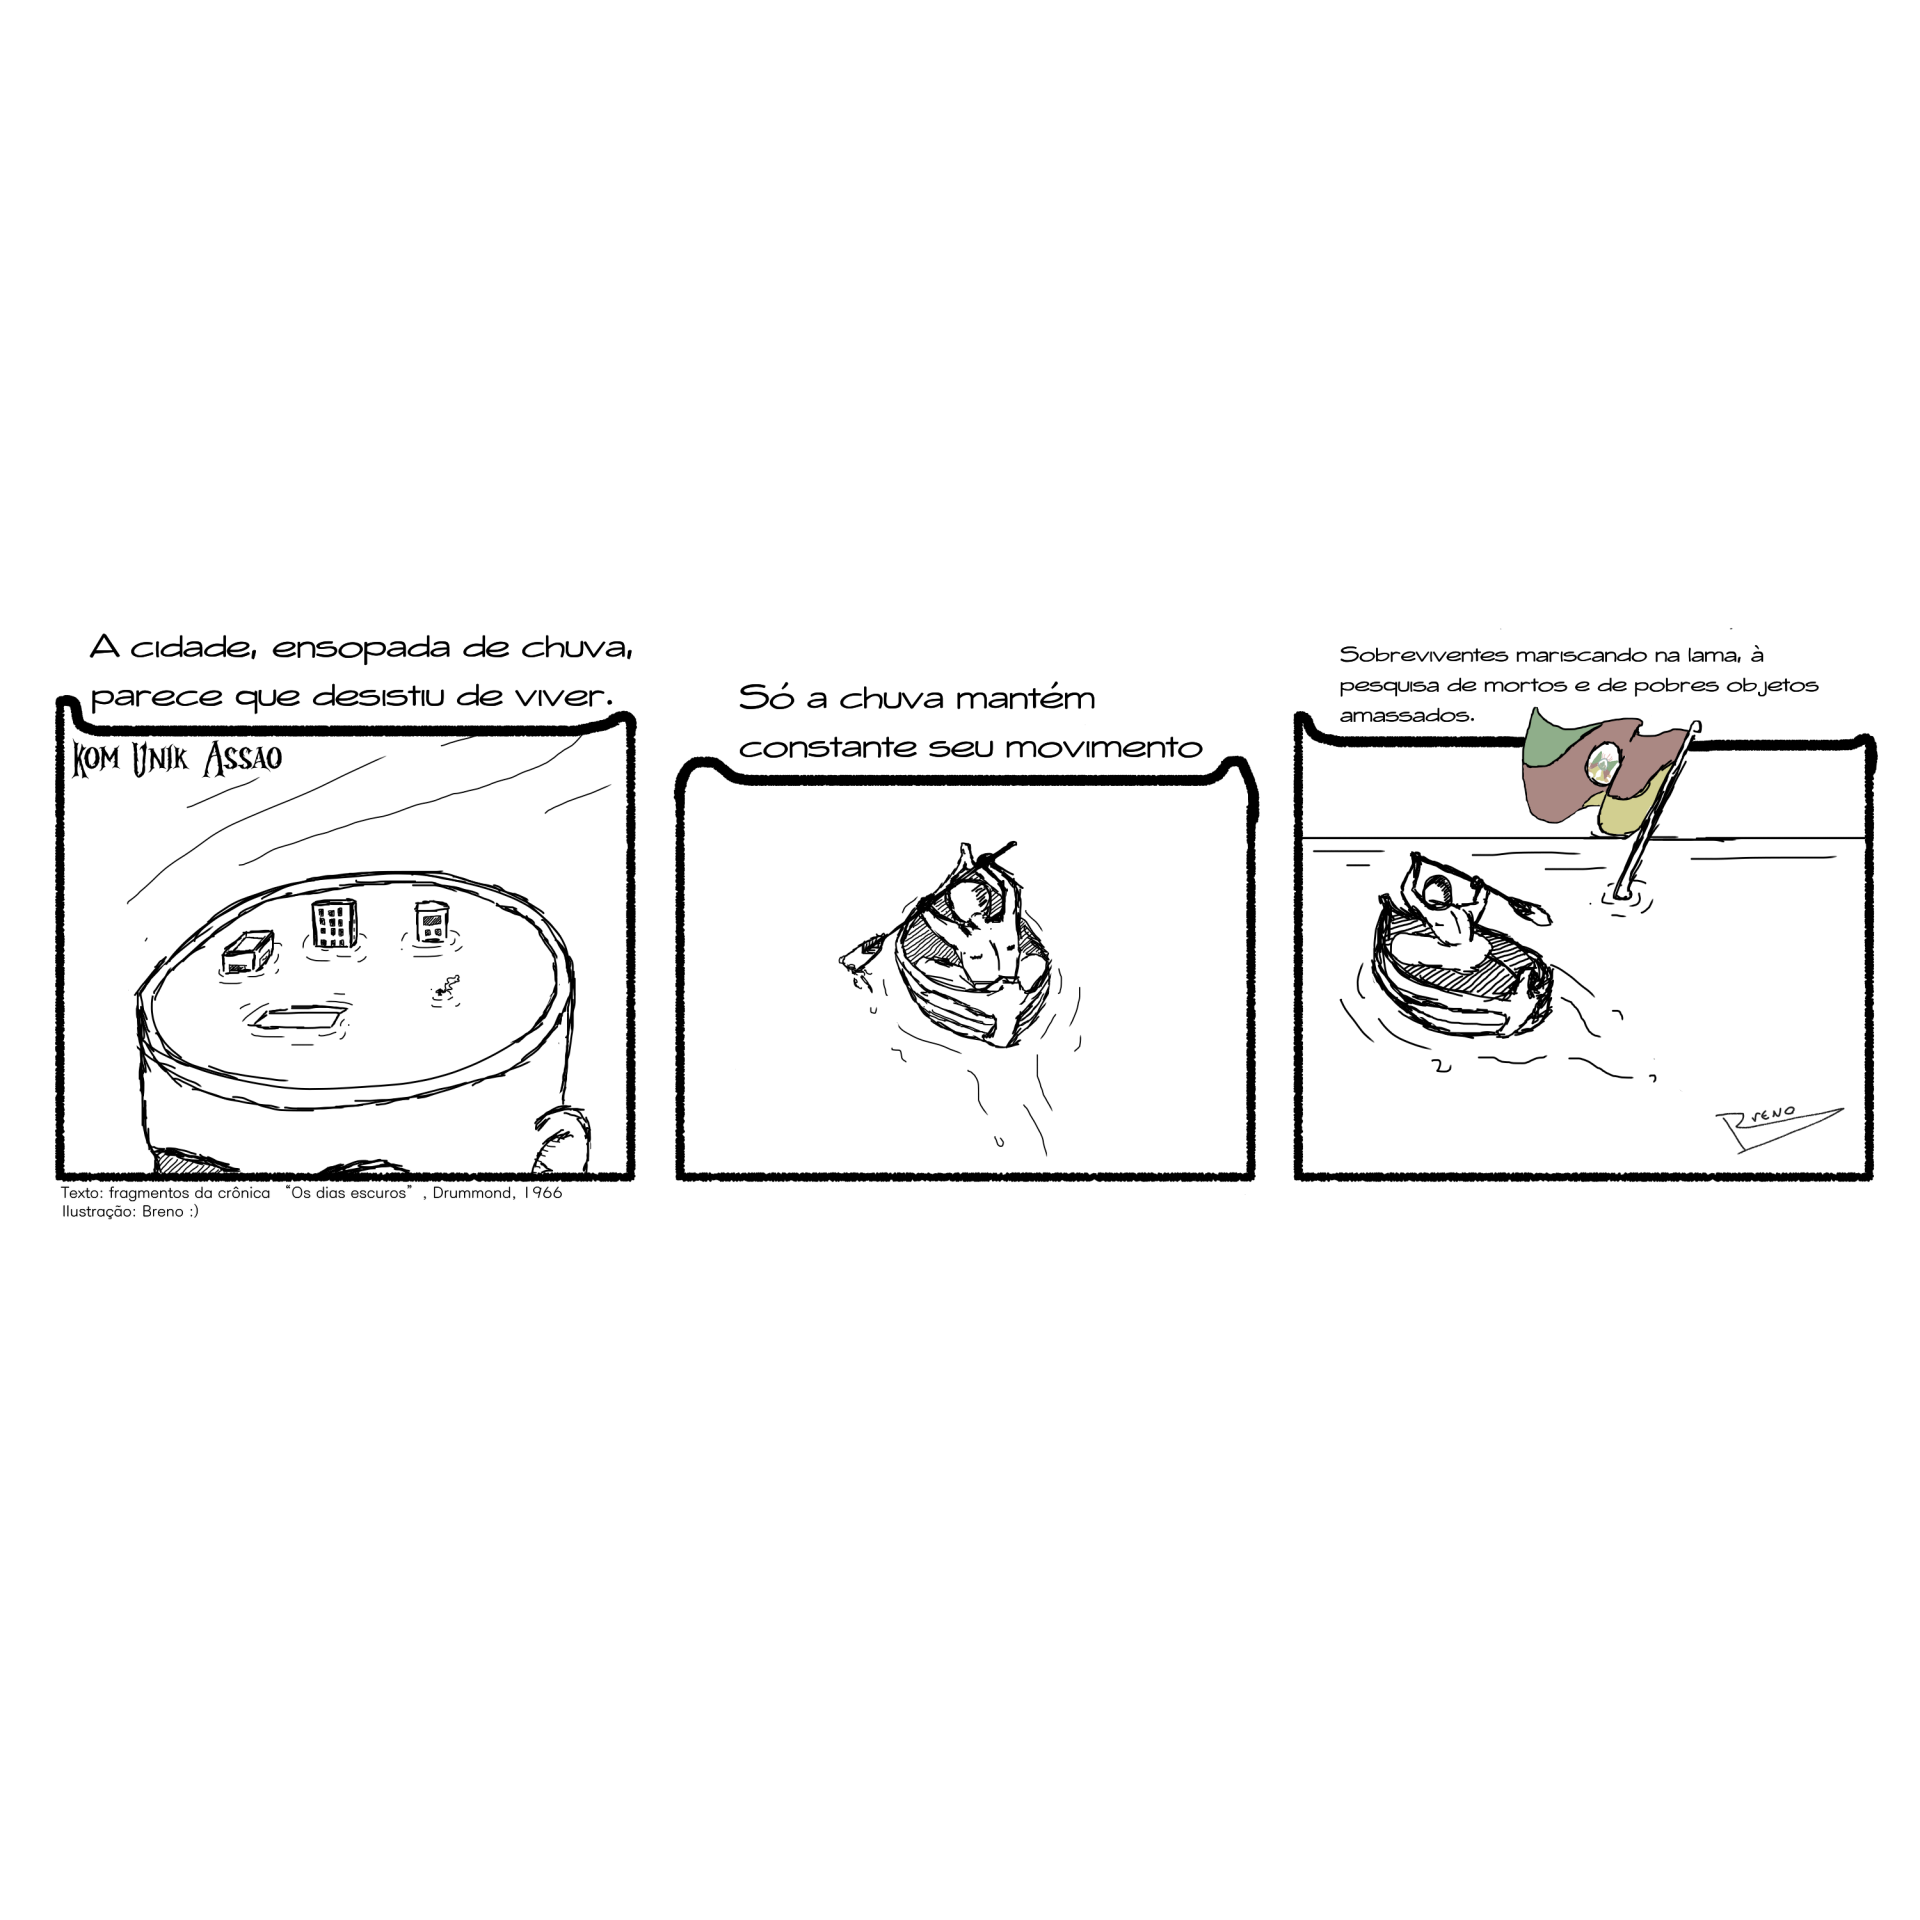 A cidade, ensopada de chuva,
parece que desistiu de viver.
Kom Unik Assao
Texto: fragmentos da crônica “Os dias escuros” , Drummond, 1966
Ilustração: Breno :)
Só a chuva mantém
constante seu movimento
Sobreviventes mariscando na lama, à
pesquisa de mortos e de pobres objetos
amassados.
Breno